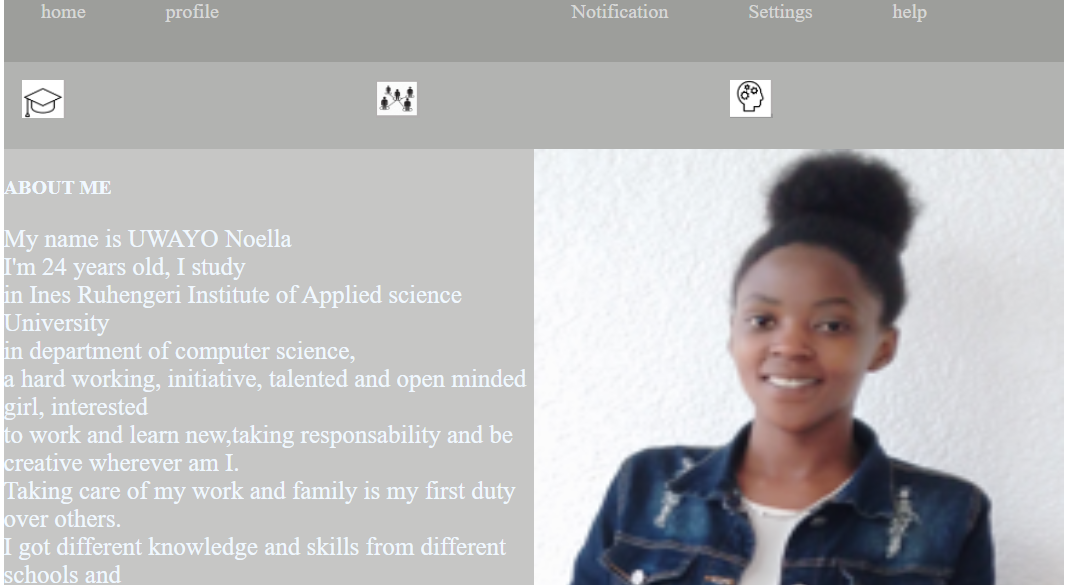 home profile Notification Settings help
ABOUT ME
My name is UWAYO Noella
I'm 24 years old, I study
in Ines Ruhengeri Institute of Applied science
University
in department of computer science,
a hard working, initiative, talented and open minded
girl, interested
to work and learn new,taking responsability and be
creative wherever am I.
Taking care of my work and family is my first duty
over others.
I got different knowledge and skills from different
schools and